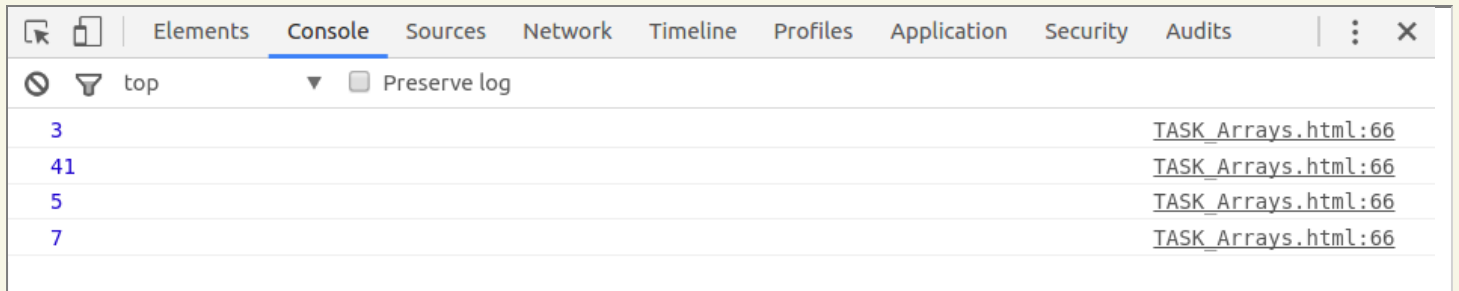 Elements Console Sources Network Timeline Profiles Application Security Audits
top Preserve log
3 TASK_Arrays.html:66
41 TASK_Arrays.html:66
5 TASK_Arrays.html:66
7 TASK_Arrays.html:66